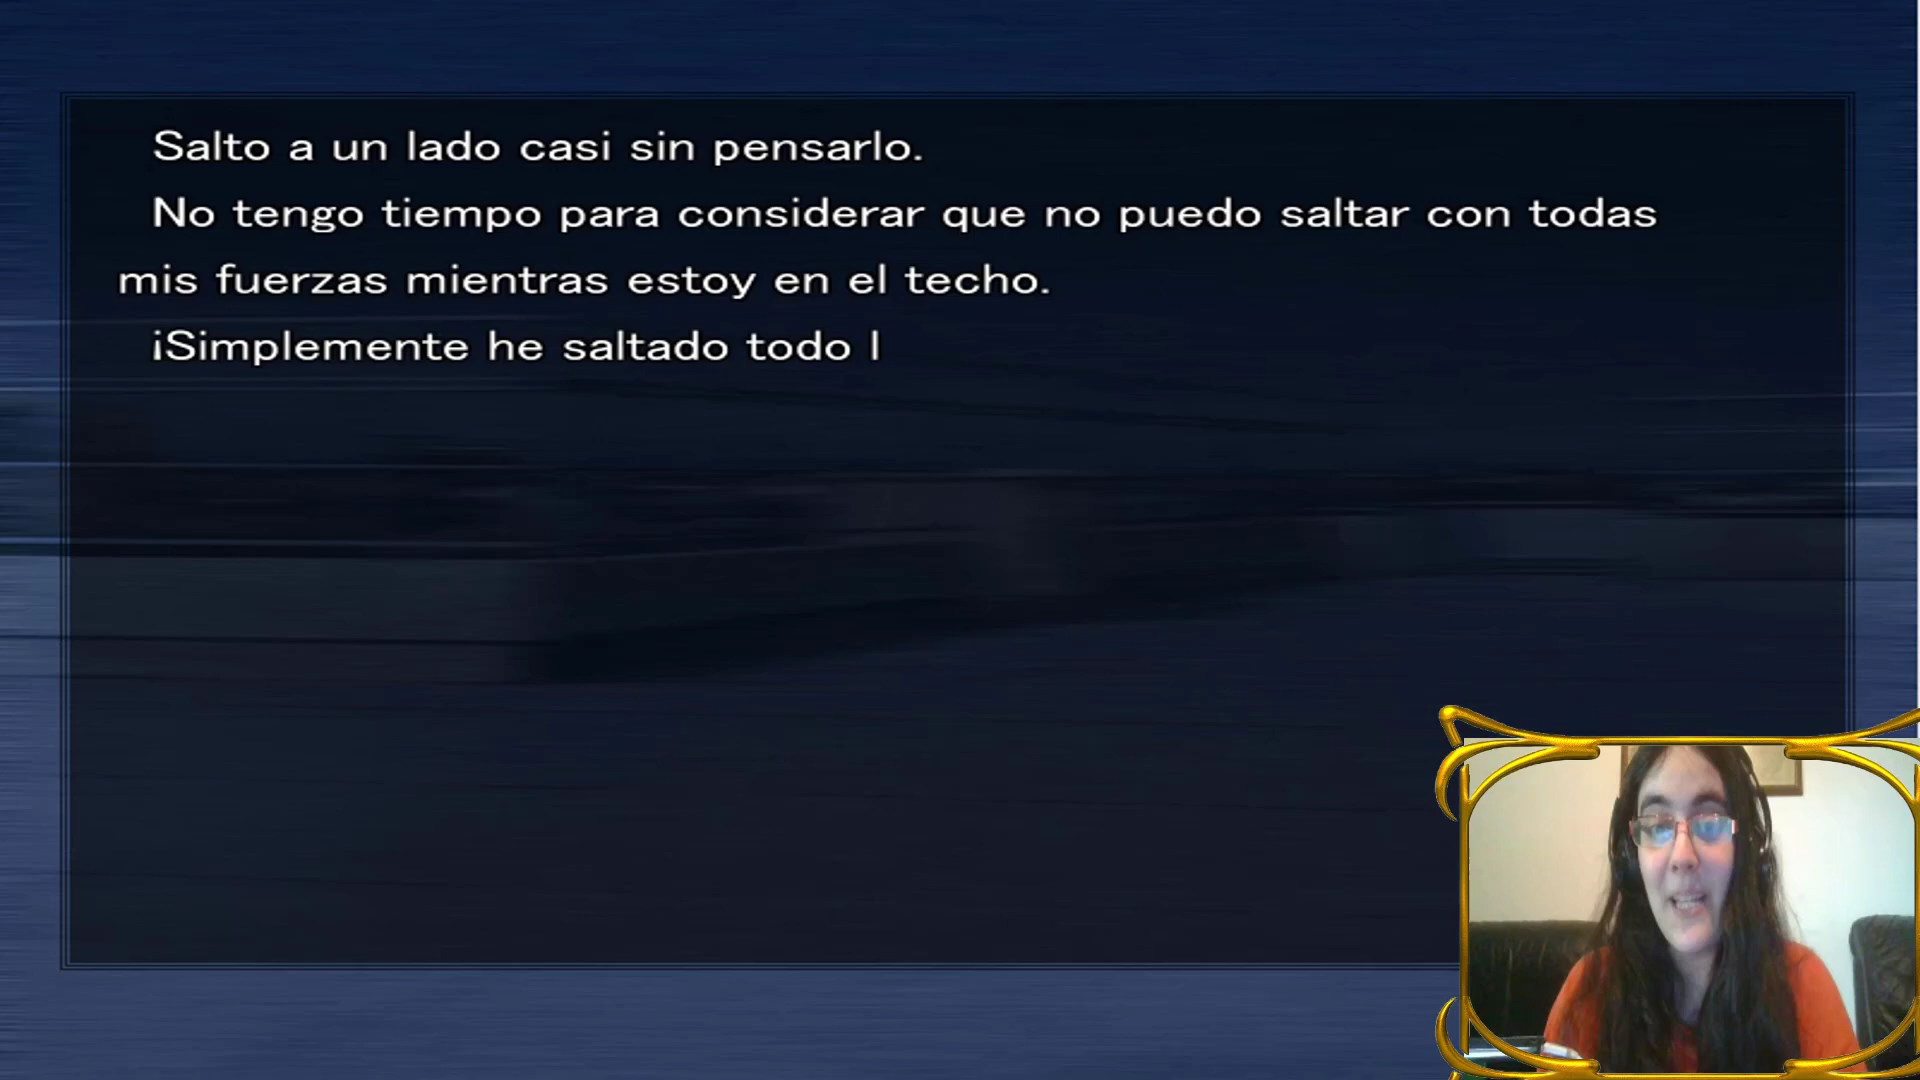 Salto a un lado casi sin pensarlo.
No tengo tiempo para considerar que no puedo saltar con todas
mis fuerzas mientras estoy en el techo.
¡Simplemente he saltado todo l